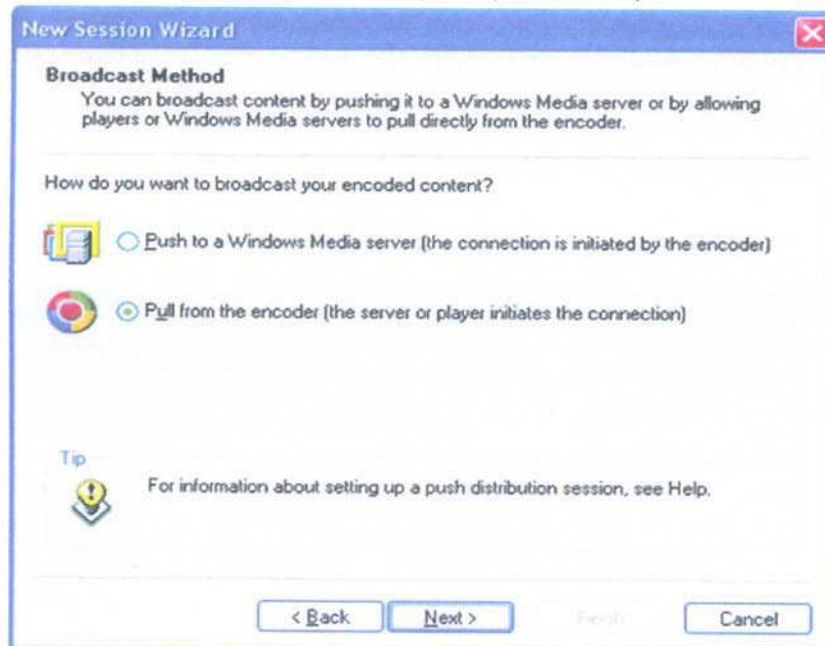 New Session Wizard
Broadcast Method
You can broadcast content by pushing it to a Windows Media server or by allowing
players or Windows Media servers to pull directly from the encoder.
How do you want to broadcast your encoded content?
Push to a Windows Media server (the connection is initiated by the encoder)
Pull from the encoder (the server or player initiates the connection)
Tip
For information about setting up a push distribution session, see Help.
< Back
Next >
Finish
Cancel